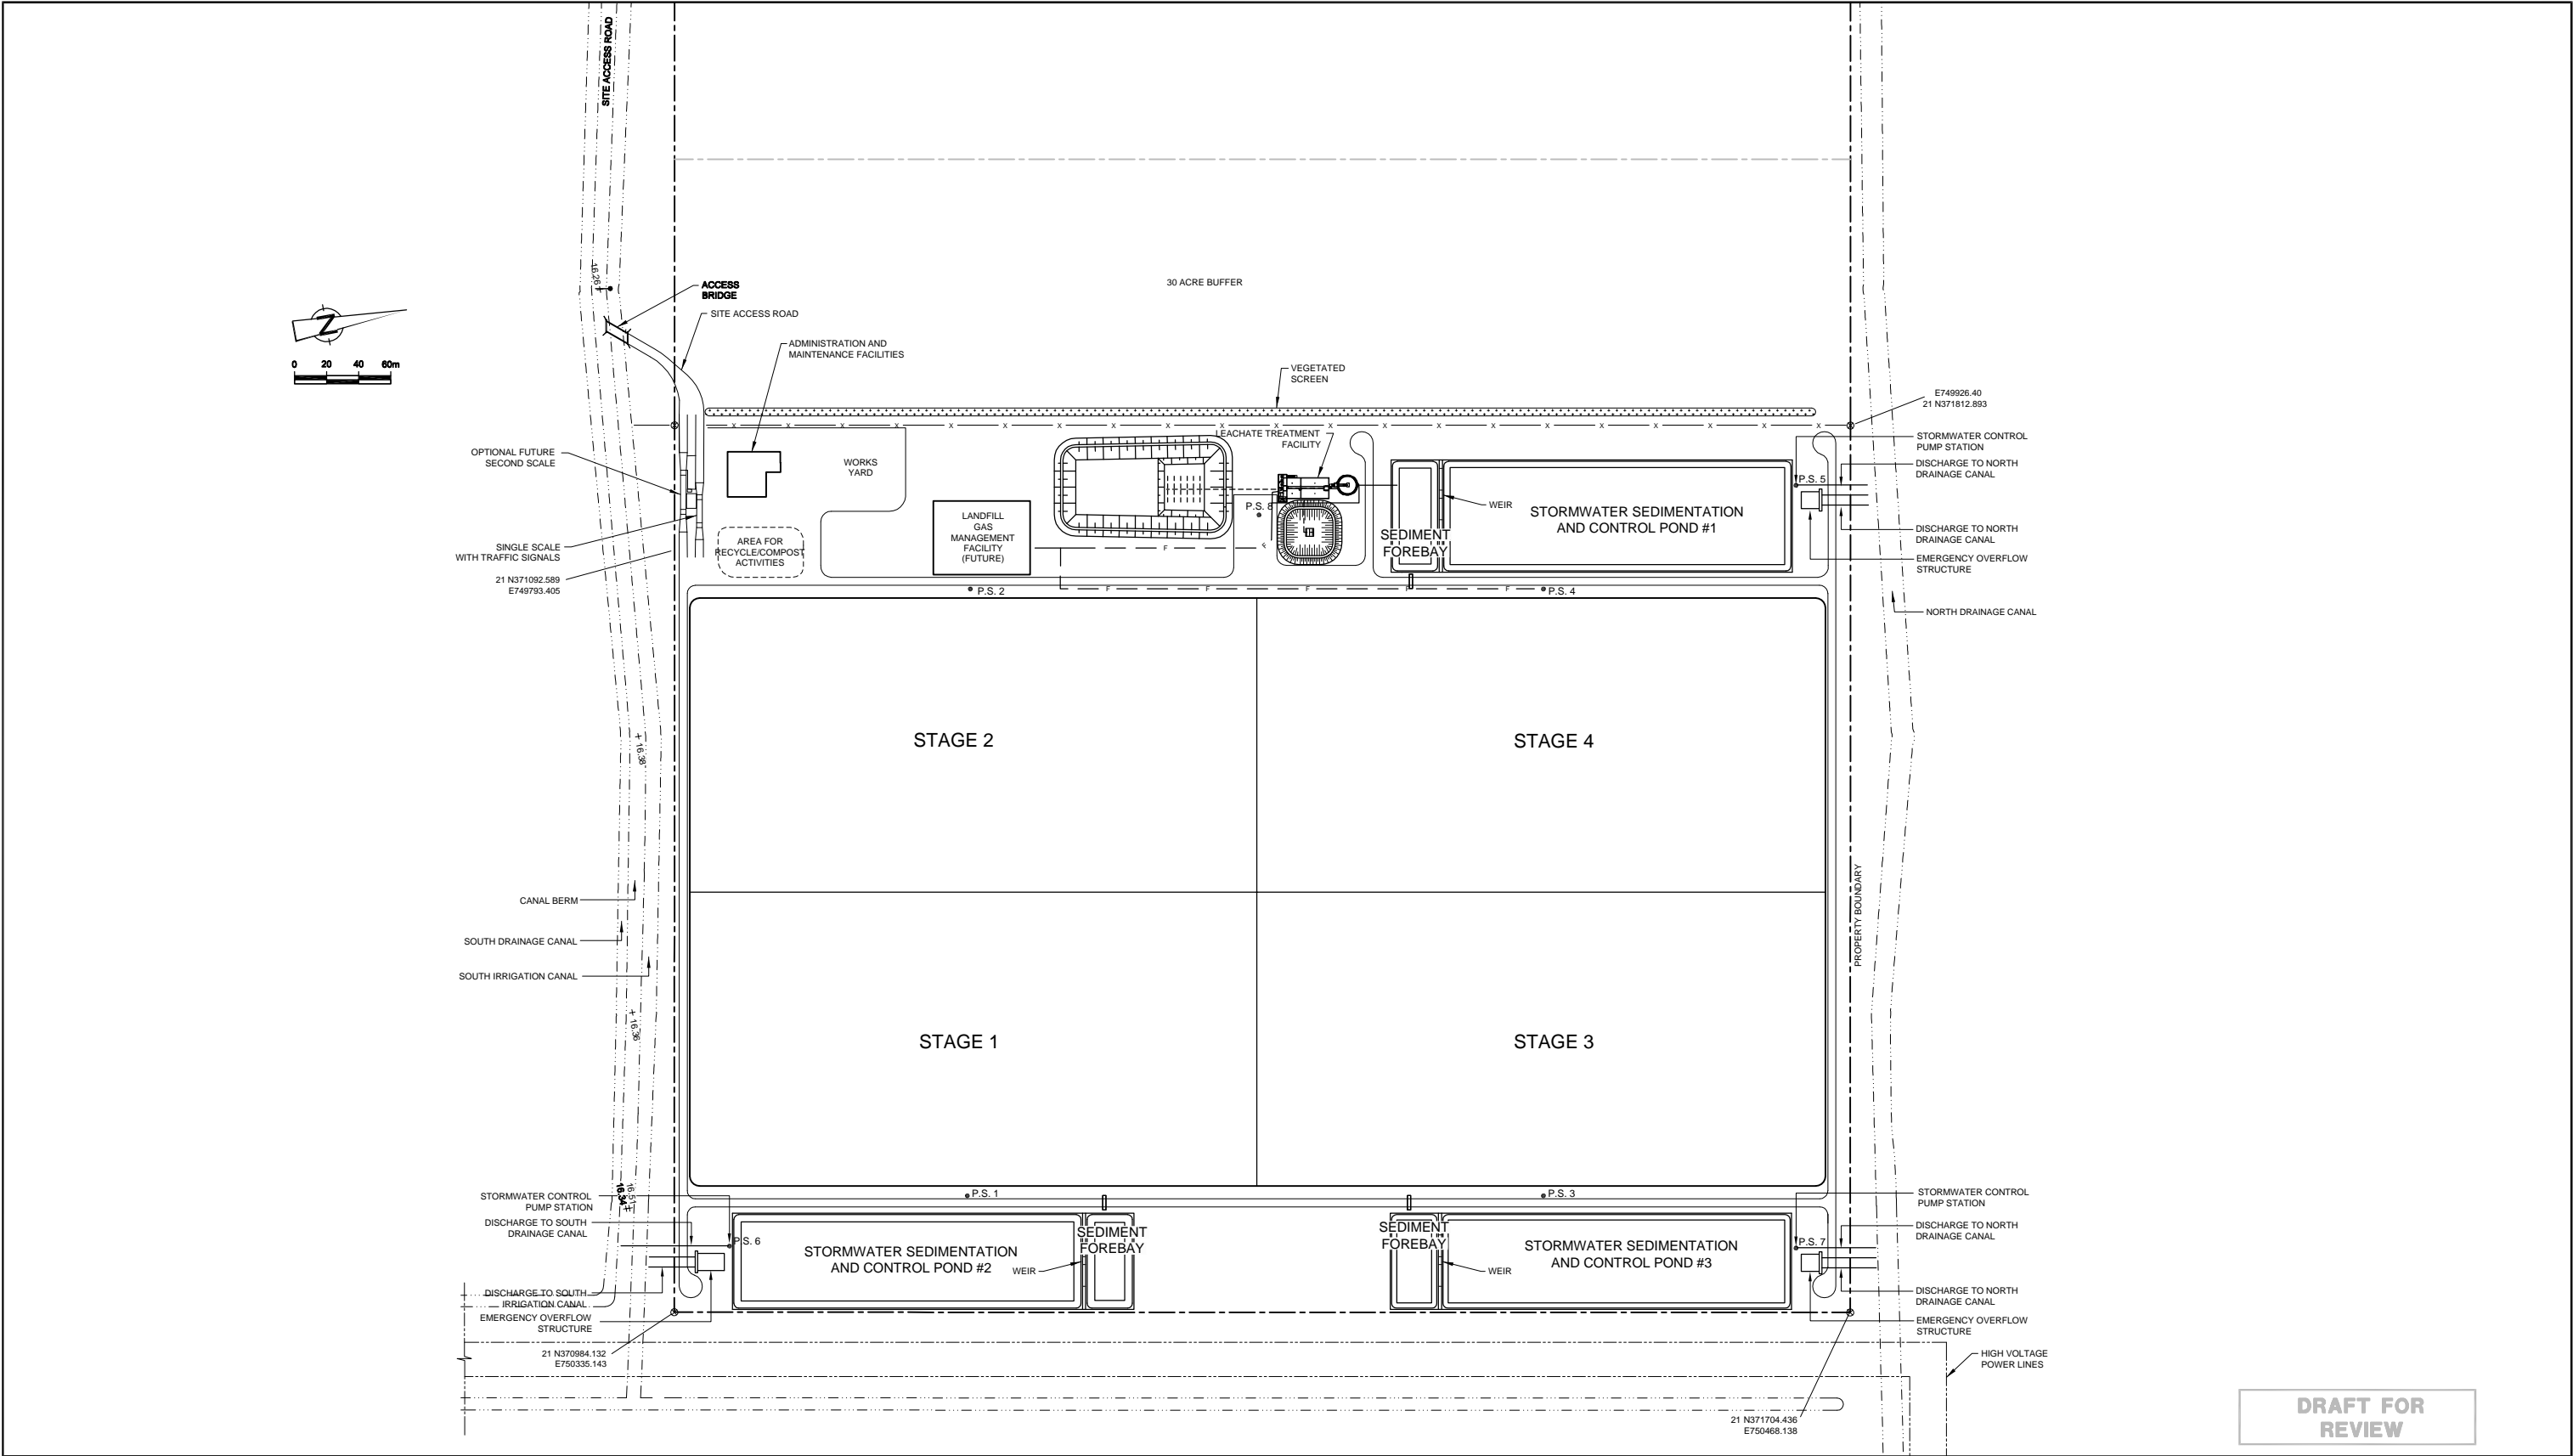 SITE ACCESS ROAD
16.26
ACCESS
BRIDGE
SITE ACCESS ROAD
30 ACRE BUFFER
Z
0 20 40 60m
ADMINISTRATION AND
MAINTENANCE FACILITIES
VEGETATED
SCREEN
E749926.40
21 N371812.893
OPTIONAL FUTURE
SECOND SCALE
SINGLE SCALE
WITH TRAFFIC SIGNALS
21 N371092.589
E749793.405
WORKS
YARD
AREA FOR
RECYCLE/COMPOST
ACTIVITIES
LANDFILL
GAS
MANAGEMENT
FACILITY
(FUTURE)
LEACHATE TREATMENT
FACILITY
P.S. 8
SEDIMENT
FOREBAY
WEIR
STORMWATER SEDIMENTATION
AND CONTROL POND #1
P.S. 5
STORMWATER CONTROL
PUMP STATION
DISCHARGE TO NORTH
DRAINAGE CANAL
DISCHARGE TO NORTH
DRAINAGE CANAL
EMERGENCY OVERFLOW
STRUCTURE
NORTH DRAINAGE CANAL
P.S. 2
P.S. 4
STAGE 2
STAGE 4
+ 16.38
CANAL BERM
SOUTH DRAINAGE CANAL
SOUTH IRRIGATION CANAL
+ 16.36
PROPERTY BOUNDARY
STAGE 1
STAGE 3
16.51
16.34
P.S. 1
P.S. 3
STORMWATER CONTROL
PUMP STATION
DISCHARGE TO SOUTH
DRAINAGE CANAL
DISCHARGE TO SOUTH
IRRIGATION CANAL
EMERGENCY OVERFLOW
STRUCTURE
21 N370984.132
E750335.143
P.S. 6
STORMWATER SEDIMENTATION
AND CONTROL POND #2
WEIR
SEDIMENT
FOREBAY
SEDIMENT
FOREBAY
WEIR
STORMWATER SEDIMENTATION
AND CONTROL POND #3
P.S. 7
STORMWATER CONTROL
PUMP STATION
DISCHARGE TO NORTH
DRAINAGE CANAL
DISCHARGE TO NORTH
DRAINAGE CANAL
EMERGENCY OVERFLOW
STRUCTURE
HIGH VOLTAGE
POWER LINES
21 N371704.436
E750468.138
DRAFT FOR
REVIEW